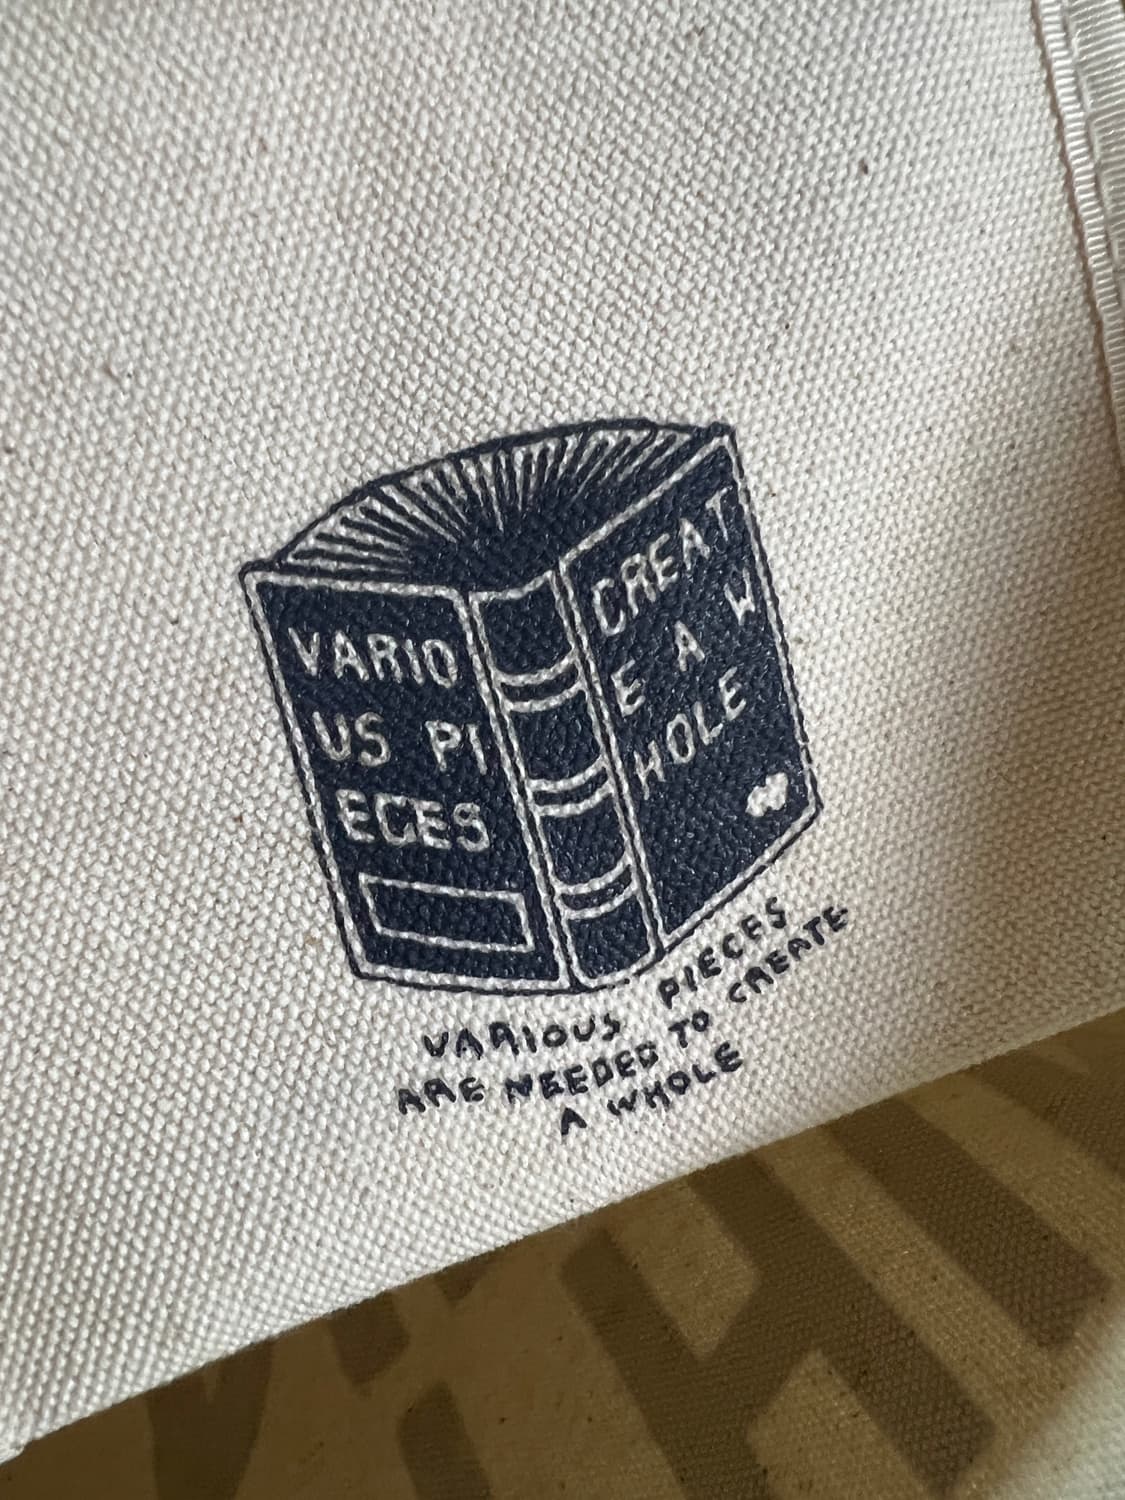 VARIO
US PI
ECES
CREAT
E A W
HOLE
VARIOUS PIECES
ARE NEEDED TO CREATE
A WHOLE